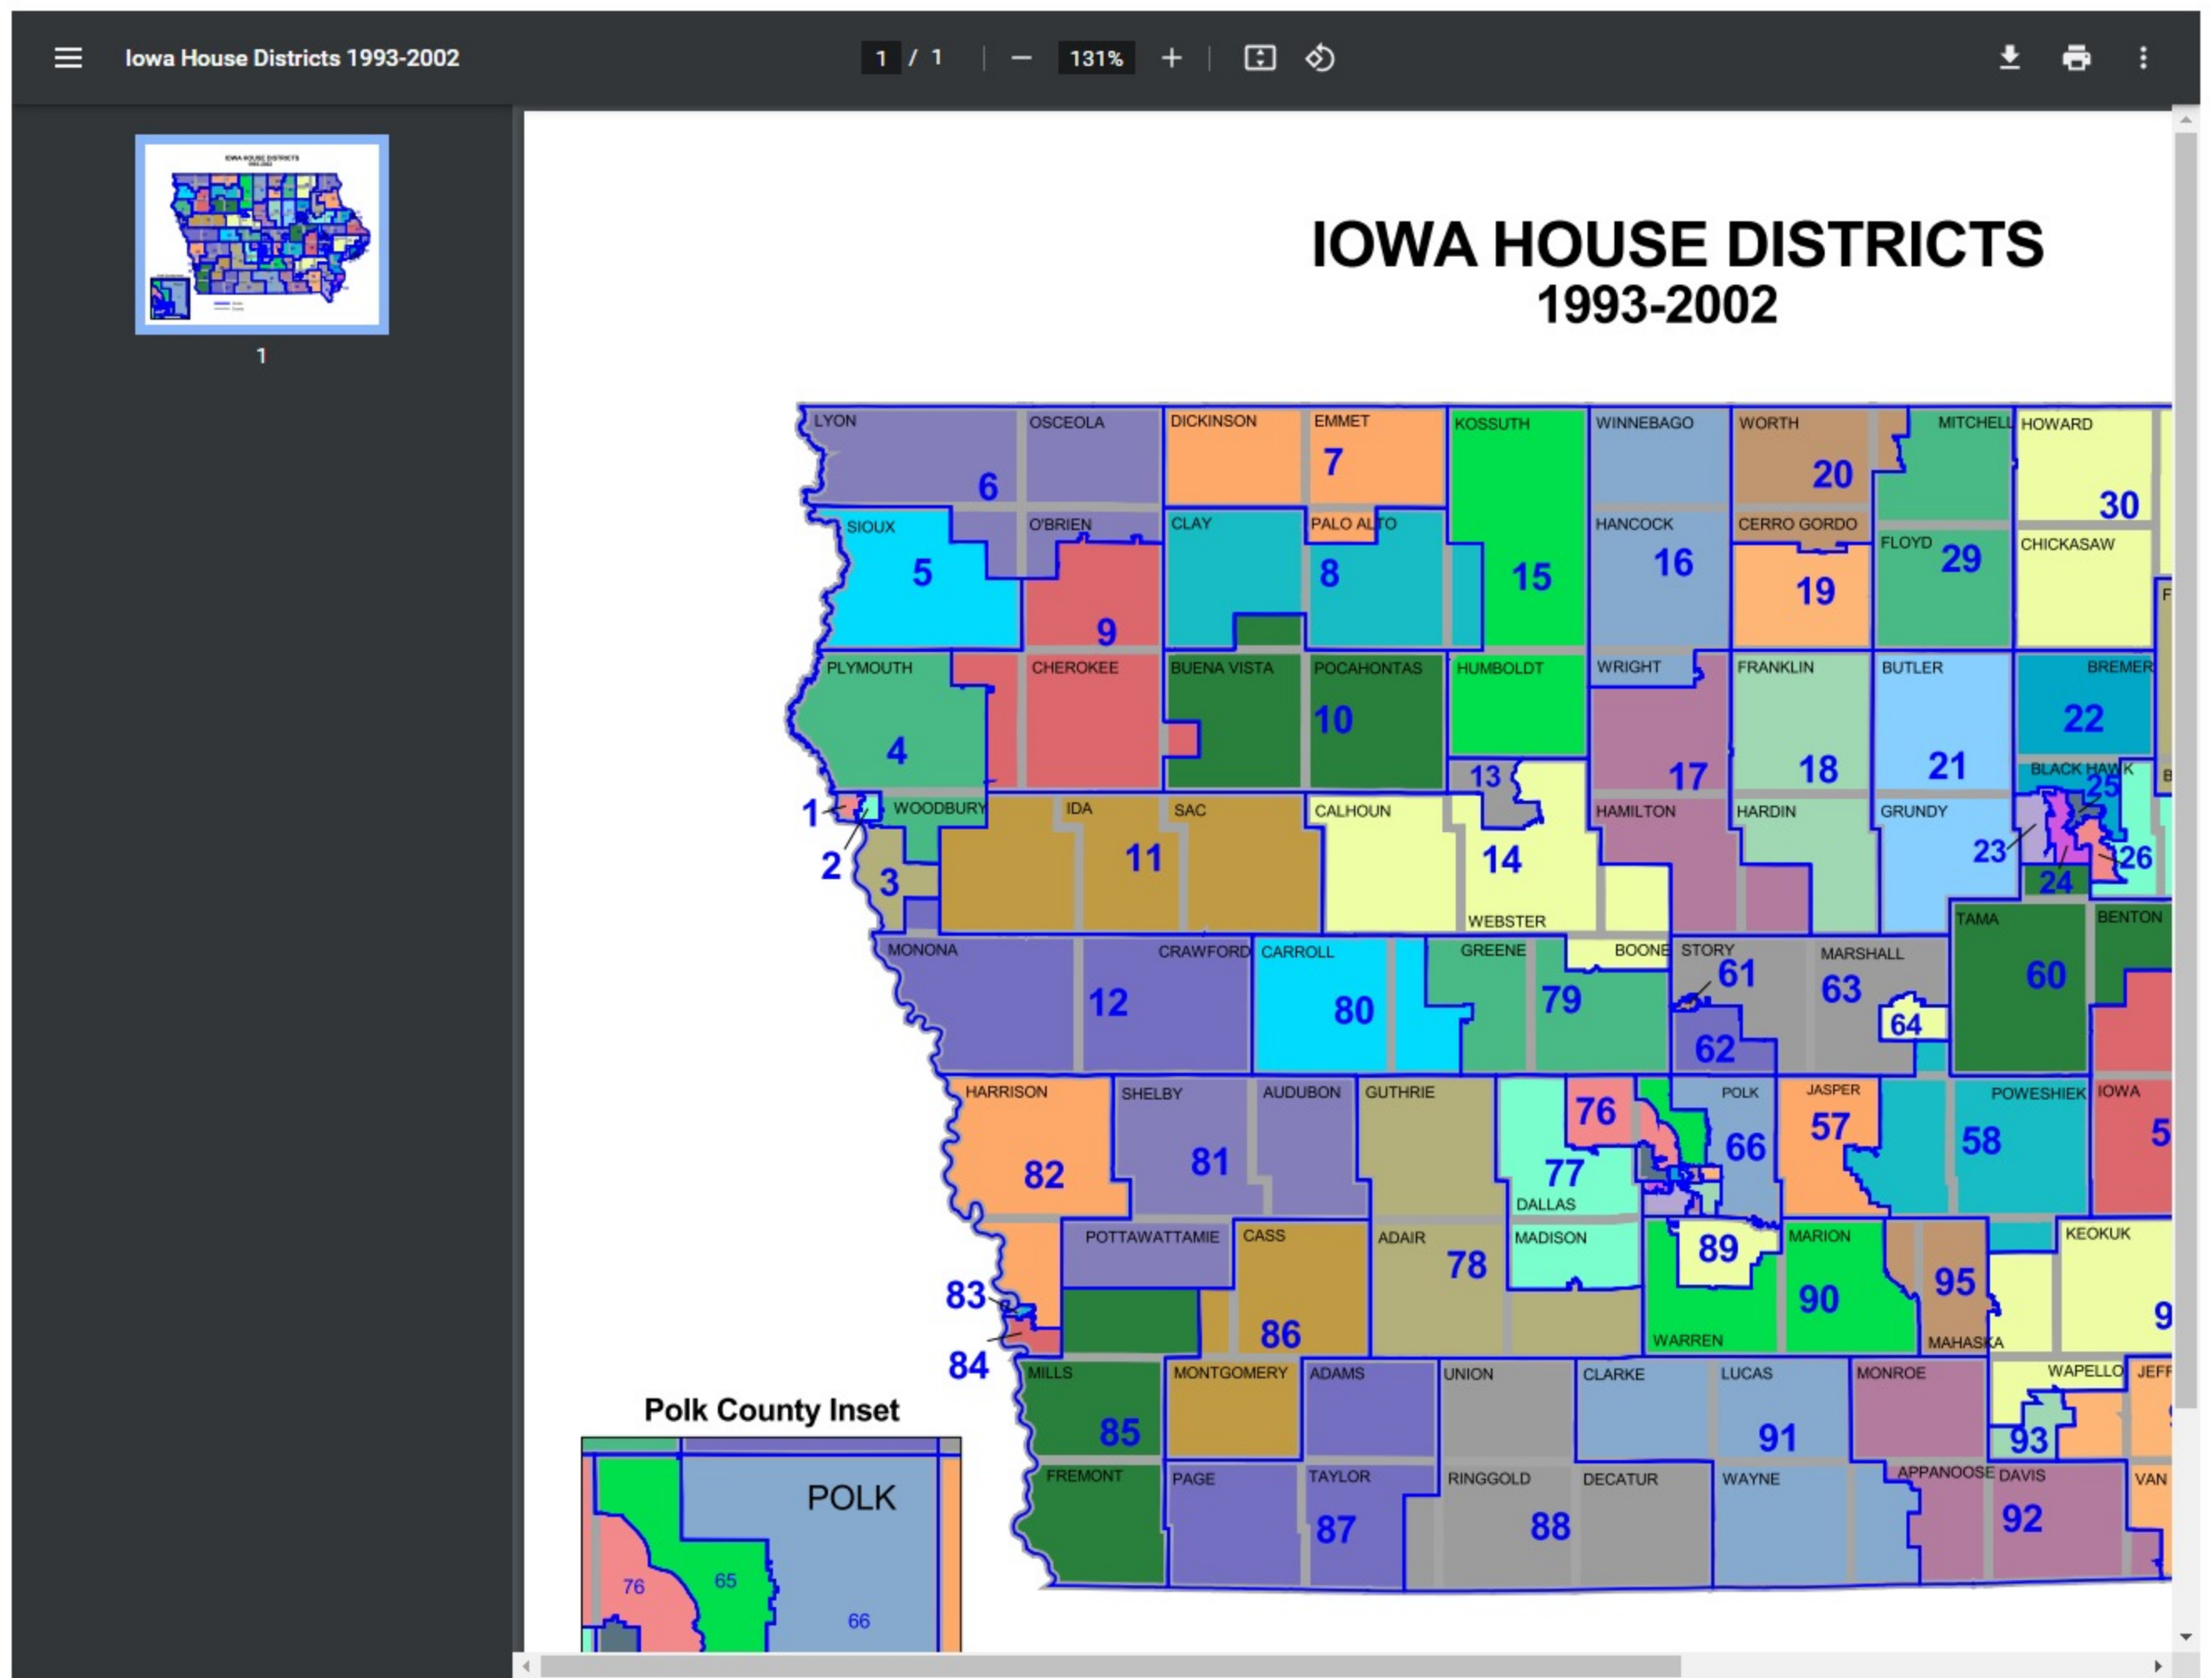 Iowa House Districts 1993-2002
1 / 1
131%
1
IOWA HOUSE DISTRICTS
1993-2002
LYON OSCEOLA DICKINSON EMMET KOSSUTH WINNEBAGO WORTH MITCHELL HOWARD
6 7 20 30
SIOUX O'BRIEN CLAY PALO ALTO HANCOCK CERRO GORDO FLOYD CHICKASAW
5 9 8 15 16 19 29
F
PLYMOUTH CHEROKEE BUENA VISTA POCAHONTAS HUMBOLDT WRIGHT FRANKLIN BUTLER BREMER
4 10 13 17 18 21 22
BLACK HAWK B
25
1 WOODBURY IDA SAC CALHOUN HAMILTON HARDIN GRUNDY
2 3 11 14 23 24 26
WEBSTER TAMA BENTON
MONONA CRAWFORD CARROLL GREENE BOONE STORY MARSHALL
12 80 79 61 63 60
62 64
HARRISON SHELBY AUDUBON GUTHRIE POLK JASPER POWESHIEK IOWA
82 81 76 77 66 57 58 5
DALLAS
POTTAWATTAMIE CASS ADAIR MADISON MARION KEOKUK
83 86 78 89 90 95 9
WARREN MAHASKA
84 MILLS MONTGOMERY ADAMS UNION CLARKE LUCAS MONROE WAPELLO JEFF
85 91 93
FREMONT PAGE TAYLOR RINGGOLD DECATUR WAYNE APPANOOSE DAVIS VAN
87 88 92
Polk County Inset
POLK
76 65 66